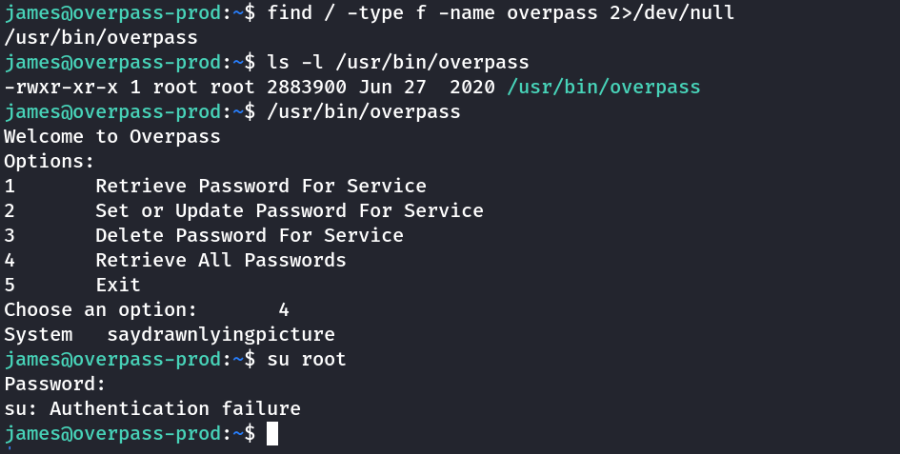 james@overpass-prod:~$ find / -type f -name overpass 2>/dev/null
/usr/bin/overpass
james@overpass-prod:~$ ls -l /usr/bin/overpass
-rwxr-xr-x 1 root root 2883900 Jun 27  2020 /usr/bin/overpass
james@overpass-prod:~$ /usr/bin/overpass
Welcome to Overpass
Options:
1       Retrieve Password For Service
2       Set or Update Password For Service
3       Delete Password For Service
4       Retrieve All Passwords
5       Exit
Choose an option:       4
System   saydrawnlyingpicture
james@overpass-prod:~$ su root
Password:
su: Authentication failure
james@overpass-prod:~$